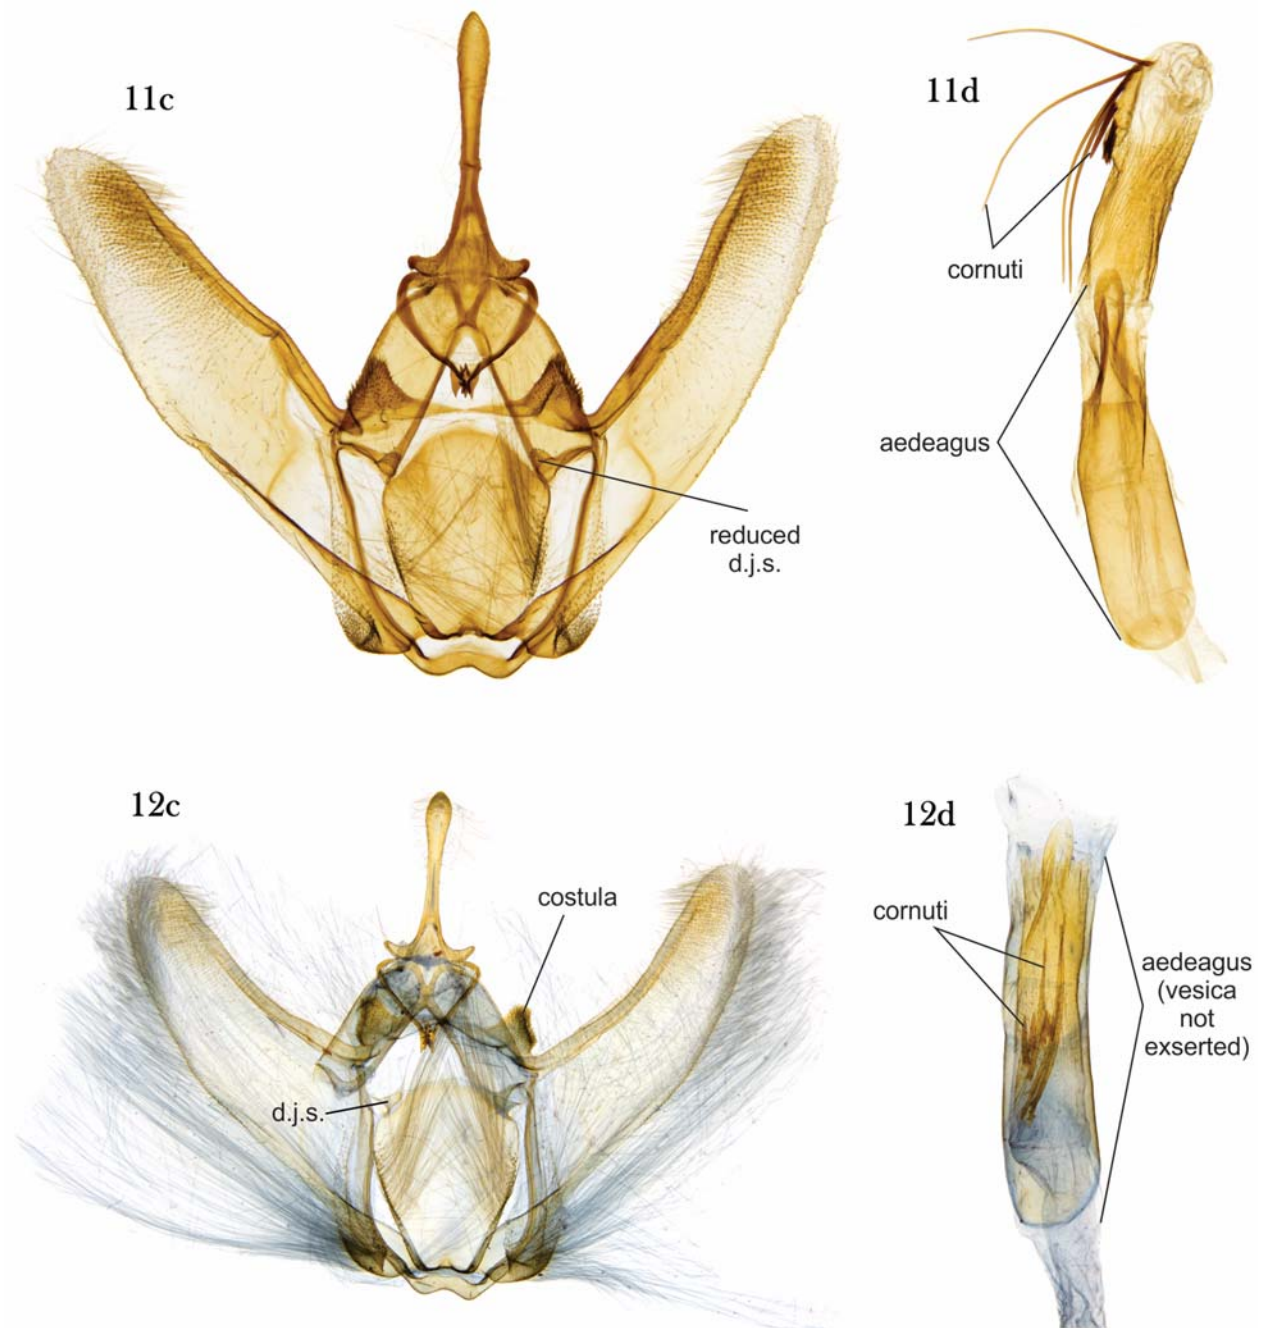 11c
11d
cornuti
aedeagus
reduced
d.j.s.
12c
12d
costula
cornuti
aedeagus
(vesica
not
exserted)
d.j.s.